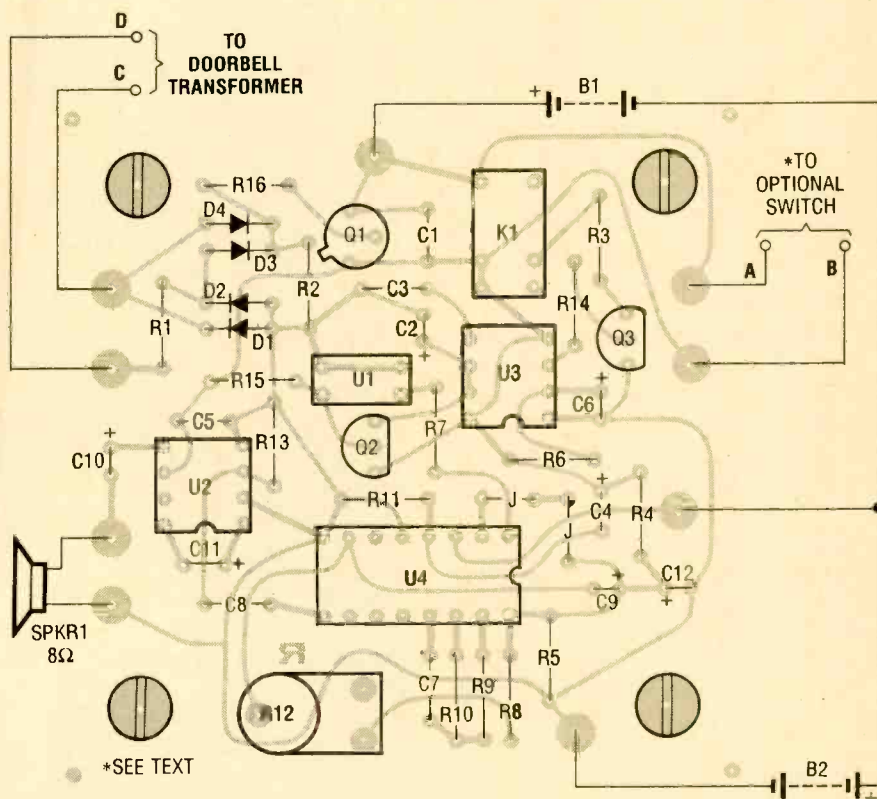 D
TO
DOORBELL
TRANSFORMER
C
+
B1
*TO
OPTIONAL
SWITCH
A
B
R16
D4
Q1
C1
K1
R3
D3
D2
R2
C3
R14
R1
D1
C2
+
U3
Q3
R15
U1
+
C6
C5
R7
+
C10
R13
Q2
R6
U2
R11
J
+
C4
R4
J
C11
+
U4
+
C9
C12
+
C8
SPKR1
8Ω
R
R5
C7
R9
R10
R8
R12
*SEE TEXT
B2
+